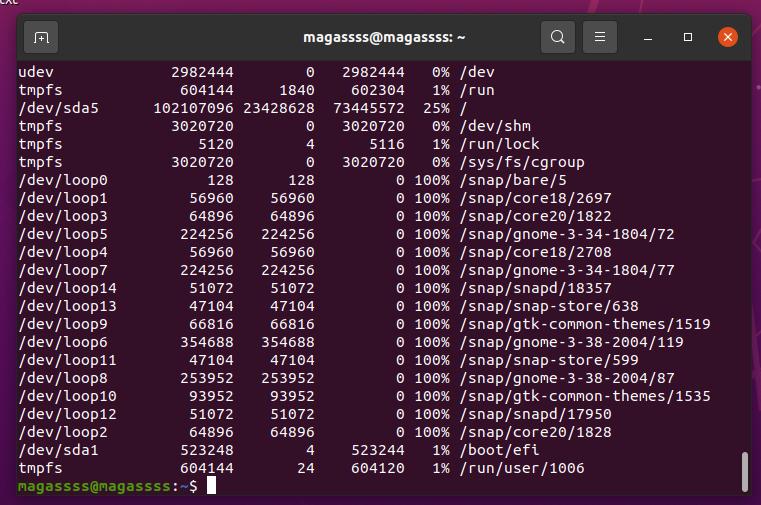 magassss@magassss: ~
udev 2982444 0 2982444 0% /dev
tmpfs 604144 1840 602304 1% /run
/dev/sda5 102107096 23428628 73445572 25% /
tmpfs 3020720 0 3020720 0% /dev/shm
tmpfs 5120 4 5116 1% /run/lock
tmpfs 3020720 0 3020720 0% /sys/fs/cgroup
/dev/loop0 128 128 0 100% /snap/bare/5
/dev/loop1 56960 56960 0 100% /snap/core18/2697
/dev/loop3 64896 64896 0 100% /snap/core20/1822
/dev/loop5 224256 224256 0 100% /snap/gnome-3-34-1804/72
/dev/loop4 56960 56960 0 100% /snap/core18/2708
/dev/loop7 224256 224256 0 100% /snap/gnome-3-34-1804/77
/dev/loop14 51072 51072 0 100% /snap/snapd/18357
/dev/loop13 47104 47104 0 100% /snap/snap-store/638
/dev/loop9 66816 66816 0 100% /snap/gtk-common-themes/1519
/dev/loop6 354688 354688 0 100% /snap/gnome-3-38-2004/119
/dev/loop11 47104 47104 0 100% /snap/snap-store/599
/dev/loop8 253952 253952 0 100% /snap/gnome-3-38-2004/87
/dev/loop10 93952 93952 0 100% /snap/gtk-common-themes/1535
/dev/loop12 51072 51072 0 100% /snap/snapd/17950
/dev/loop2 64896 64896 0 100% /snap/core20/1828
/dev/sda1 523248 4 523244 1% /boot/efi
tmpfs 604144 24 604120 1% /run/user/1006
magassss@magassss:~$